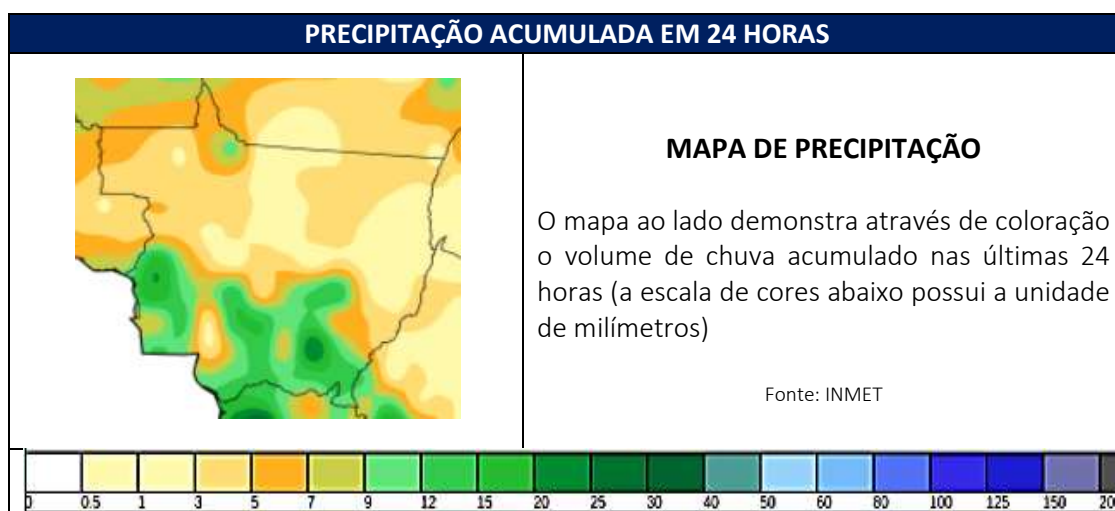 PRECIPITAÇÃO ACUMULADA EM 24 HORAS
MAPA DE PRECIPITAÇÃO
O mapa ao lado demonstra através de coloração
o volume de chuva acumulado nas últimas 24
horas (a escala de cores abaixo possui a unidade
de milímetros)
Fonte: INMET
0 0.5 1 3 5 7 9 12 15 20 25 30 40 50 60 80 100 125 150